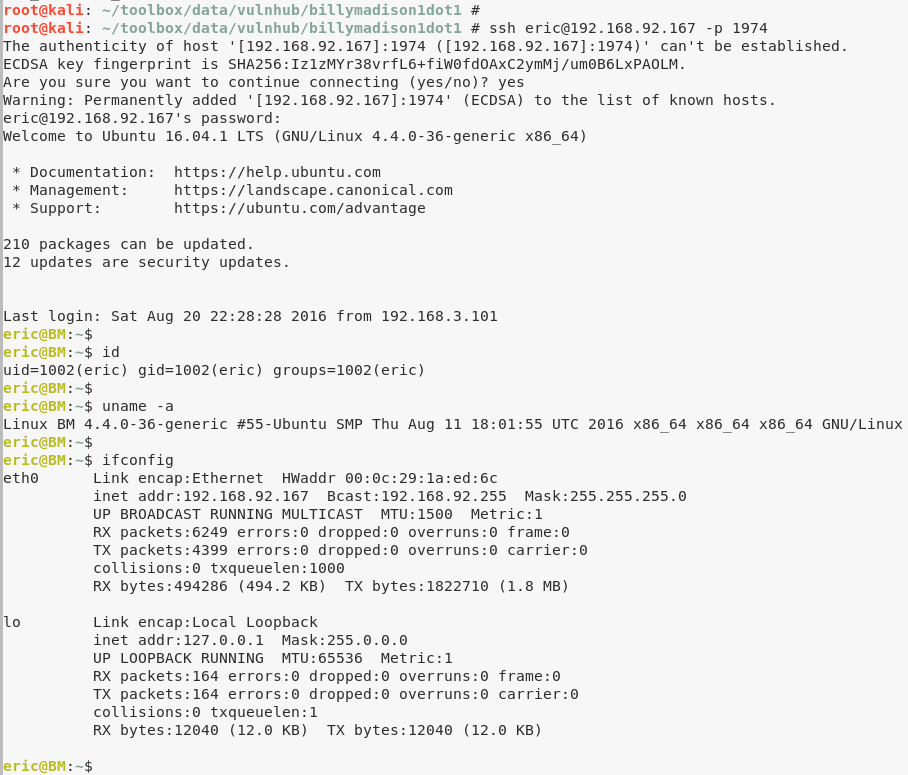 root@kali: ~/toolbox/data/vulnhub/billymadison1dot1 #
root@kali: ~/toolbox/data/vulnhub/billymadison1dot1 # ssh eric@192.168.92.167 -p 1974
The authenticity of host '[192.168.92.167]:1974 ([192.168.92.167]:1974)' can't be established.
ECDSA key fingerprint is SHA256:Iz1zMYr38vrfL6+fiW0fdOAxC2ymMj/um0B6LxPAOLM.
Are you sure you want to continue connecting (yes/no)? yes
Warning: Permanently added '[192.168.92.167]:1974' (ECDSA) to the list of known hosts.
eric@192.168.92.167's password:
Welcome to Ubuntu 16.04.1 LTS (GNU/Linux 4.4.0-36-generic x86_64)
* Documentation:  https://help.ubuntu.com
* Management:     https://landscape.canonical.com
* Support:        https://ubuntu.com/advantage
210 packages can be updated.
12 updates are security updates.
Last login: Sat Aug 20 22:28:28 2016 from 192.168.3.101
eric@BM:~$
eric@BM:~$ id
uid=1002(eric) gid=1002(eric) groups=1002(eric)
eric@BM:~$
eric@BM:~$ uname -a
Linux BM 4.4.0-36-generic #55-Ubuntu SMP Thu Aug 11 18:01:55 UTC 2016 x86_64 x86_64 x86_64 GNU/Linux
eric@BM:~$
eric@BM:~$ ifconfig
eth0      Link encap:Ethernet  HWaddr 00:0c:29:1a:ed:6c
          inet addr:192.168.92.167  Bcast:192.168.92.255  Mask:255.255.255.0
          UP BROADCAST RUNNING MULTICAST  MTU:1500  Metric:1
          RX packets:6249 errors:0 dropped:0 overruns:0 frame:0
          TX packets:4399 errors:0 dropped:0 overruns:0 carrier:0
          collisions:0 txqueuelen:1000
          RX bytes:494286 (494.2 KB)  TX bytes:1822710 (1.8 MB)
lo        Link encap:Local Loopback
          inet addr:127.0.0.1  Mask:255.0.0.0
          UP LOOPBACK RUNNING  MTU:65536  Metric:1
          RX packets:164 errors:0 dropped:0 overruns:0 frame:0
          TX packets:164 errors:0 dropped:0 overruns:0 carrier:0
          collisions:0 txqueuelen:1
          RX bytes:12040 (12.0 KB)  TX bytes:12040 (12.0 KB)
eric@BM:~$